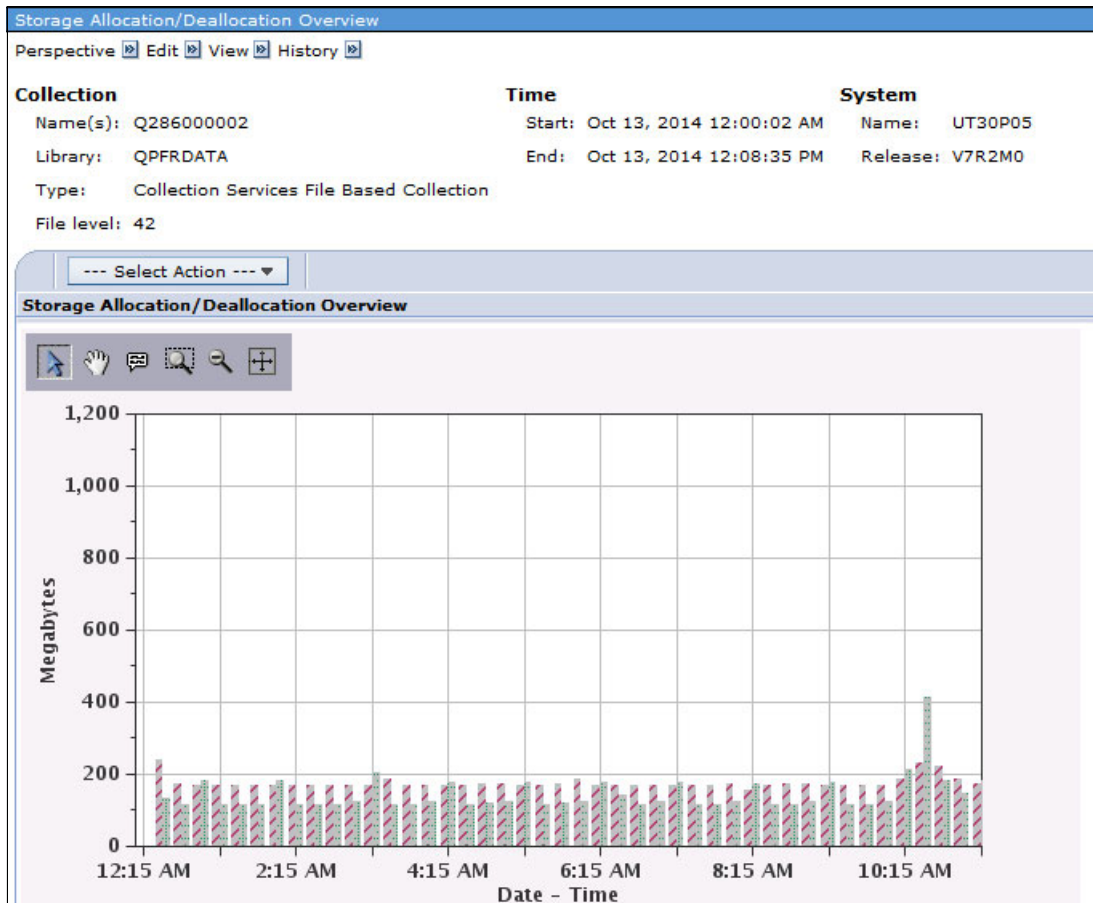 Storage Allocation/Deallocation Overview
Perspective Edit View History
Collection Time System
Name(s): Q286000002 Start: Oct 13, 2014 12:00:02 AM Name: UT30P05
Library: QPFRDATA End: Oct 13, 2014 12:08:35 PM Release: V7R2M0
Type: Collection Services File Based Collection
File level: 42
--- Select Action ---
Storage Allocation/Deallocation Overview
1,200
1,000
800
600
400
200
0
Megabytes
12:15 AM 2:15 AM 4:15 AM 6:15 AM 8:15 AM 10:15 AM
Date - Time